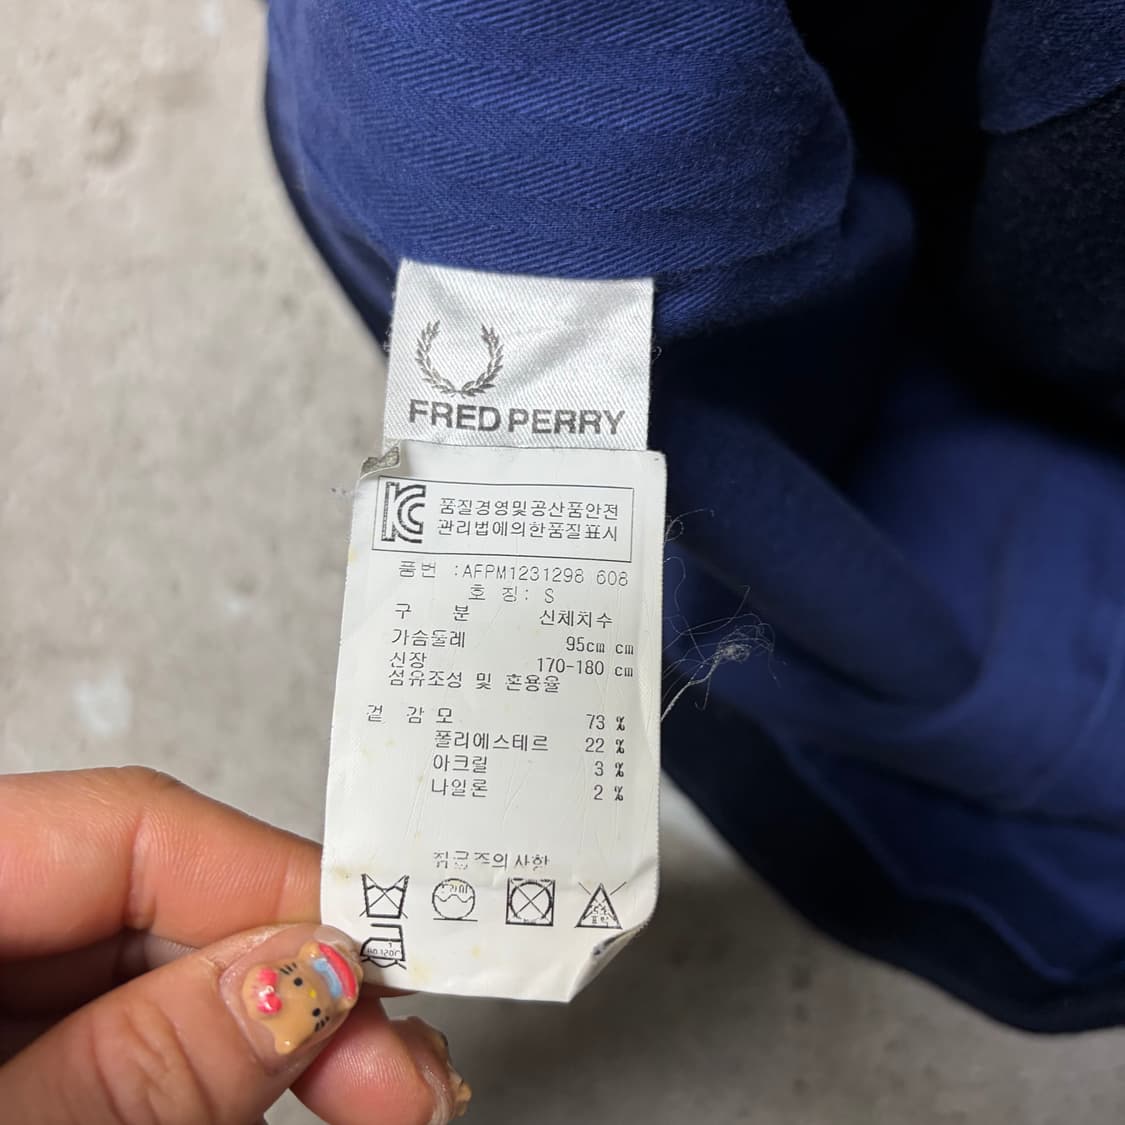 FRED PERRY
품질경영및공산품안전
관리법에의한품질표시
품번 :AFPM1231298 608
호 칭: S
구 분 신체치수
가슴둘레 95cm cm
신장 170-180 cm
섬유조성 및 혼용율
겉 감 모 73 %
폴리에스테르 22 %
아크릴 3 %
나일론 2 %
취급주의사항
드라이